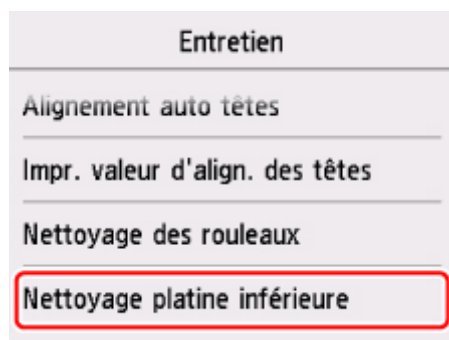 Entretien
Alignement auto têtes
Impr. valeur d'align. des têtes
Nettoyage des rouleaux
Nettoyage platine inférieure